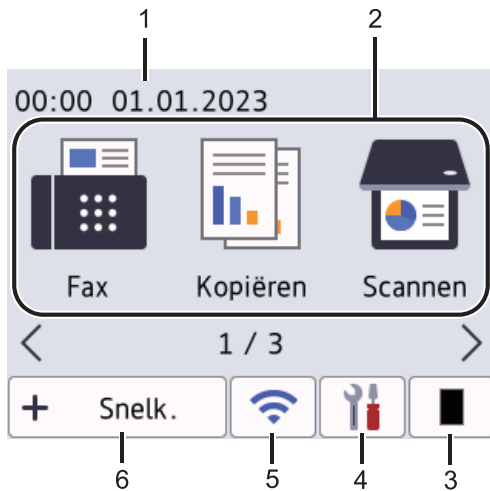 1 2
00:00 01.01.2023
Fax Kopiëren Scannen
1 / 3
+ Snelk.
6 5 4 3